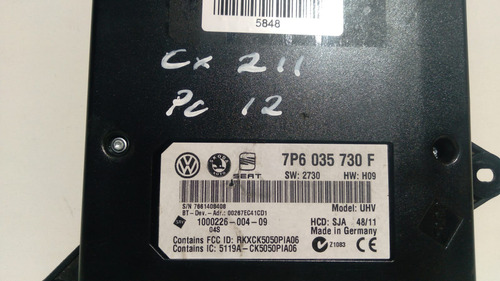 5848
Cx 211
PC 12
SEAT
7P6 035 730 F
SW: 2730 HW: H09
S/N 7661408408
Model: UHV
BT-Dev.-Adr.: 00267EC41CD1
1000226-004-09
04S
HCD: SJA 48/11
Made in Germany
Contains FCC ID: RKXCK5050PIA06
Contains IC: 5119A-CK5050PIA06
Z1083